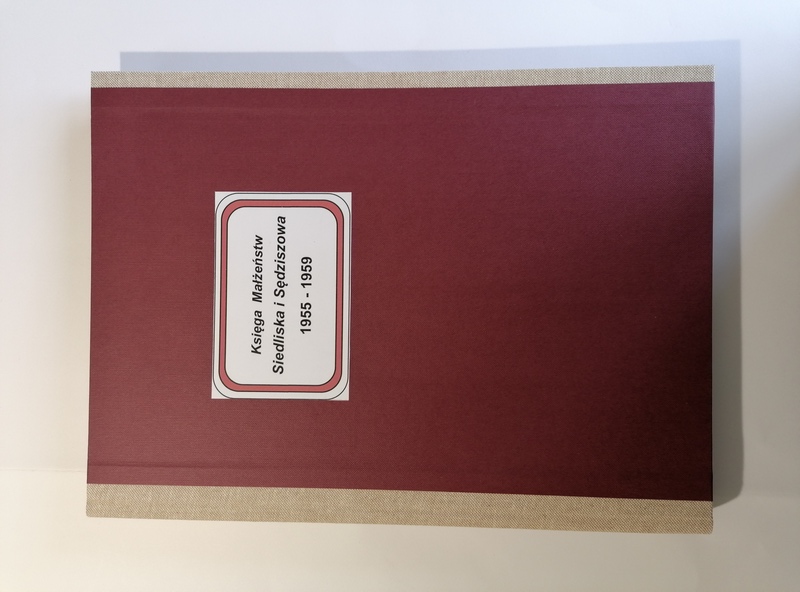 Księga Małżeństw
Siedliska i Sędziszowa
1955 - 1959